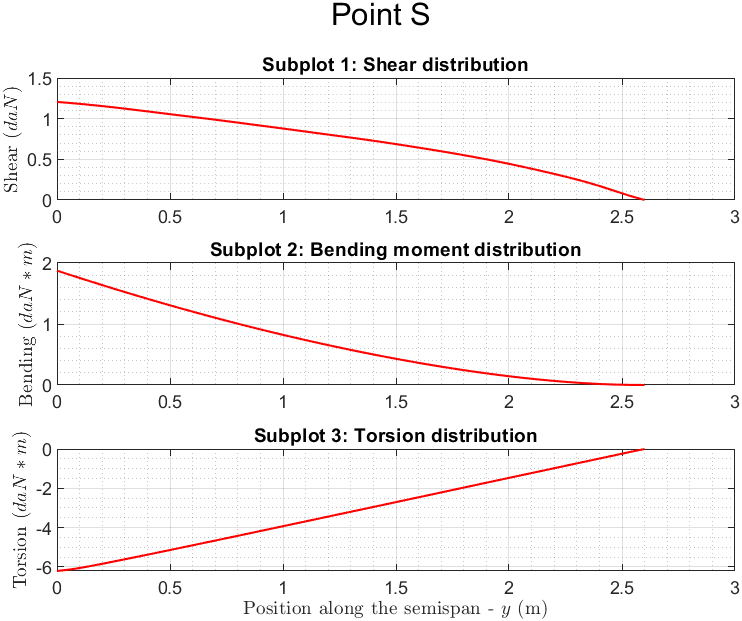 Point S
Subplot 1: Shear distribution
Shear (daN)
1.5
1
0.5
0
0 0.5 1 1.5 2 2.5 3
Subplot 2: Bending moment distribution
Bending (daN * m)
2
1
0
0 0.5 1 1.5 2 2.5 3
Subplot 3: Torsion distribution
Torsion (daN * m)
0
-2
-4
-6
0 0.5 1 1.5 2 2.5 3
Position along the semispan - y (m)